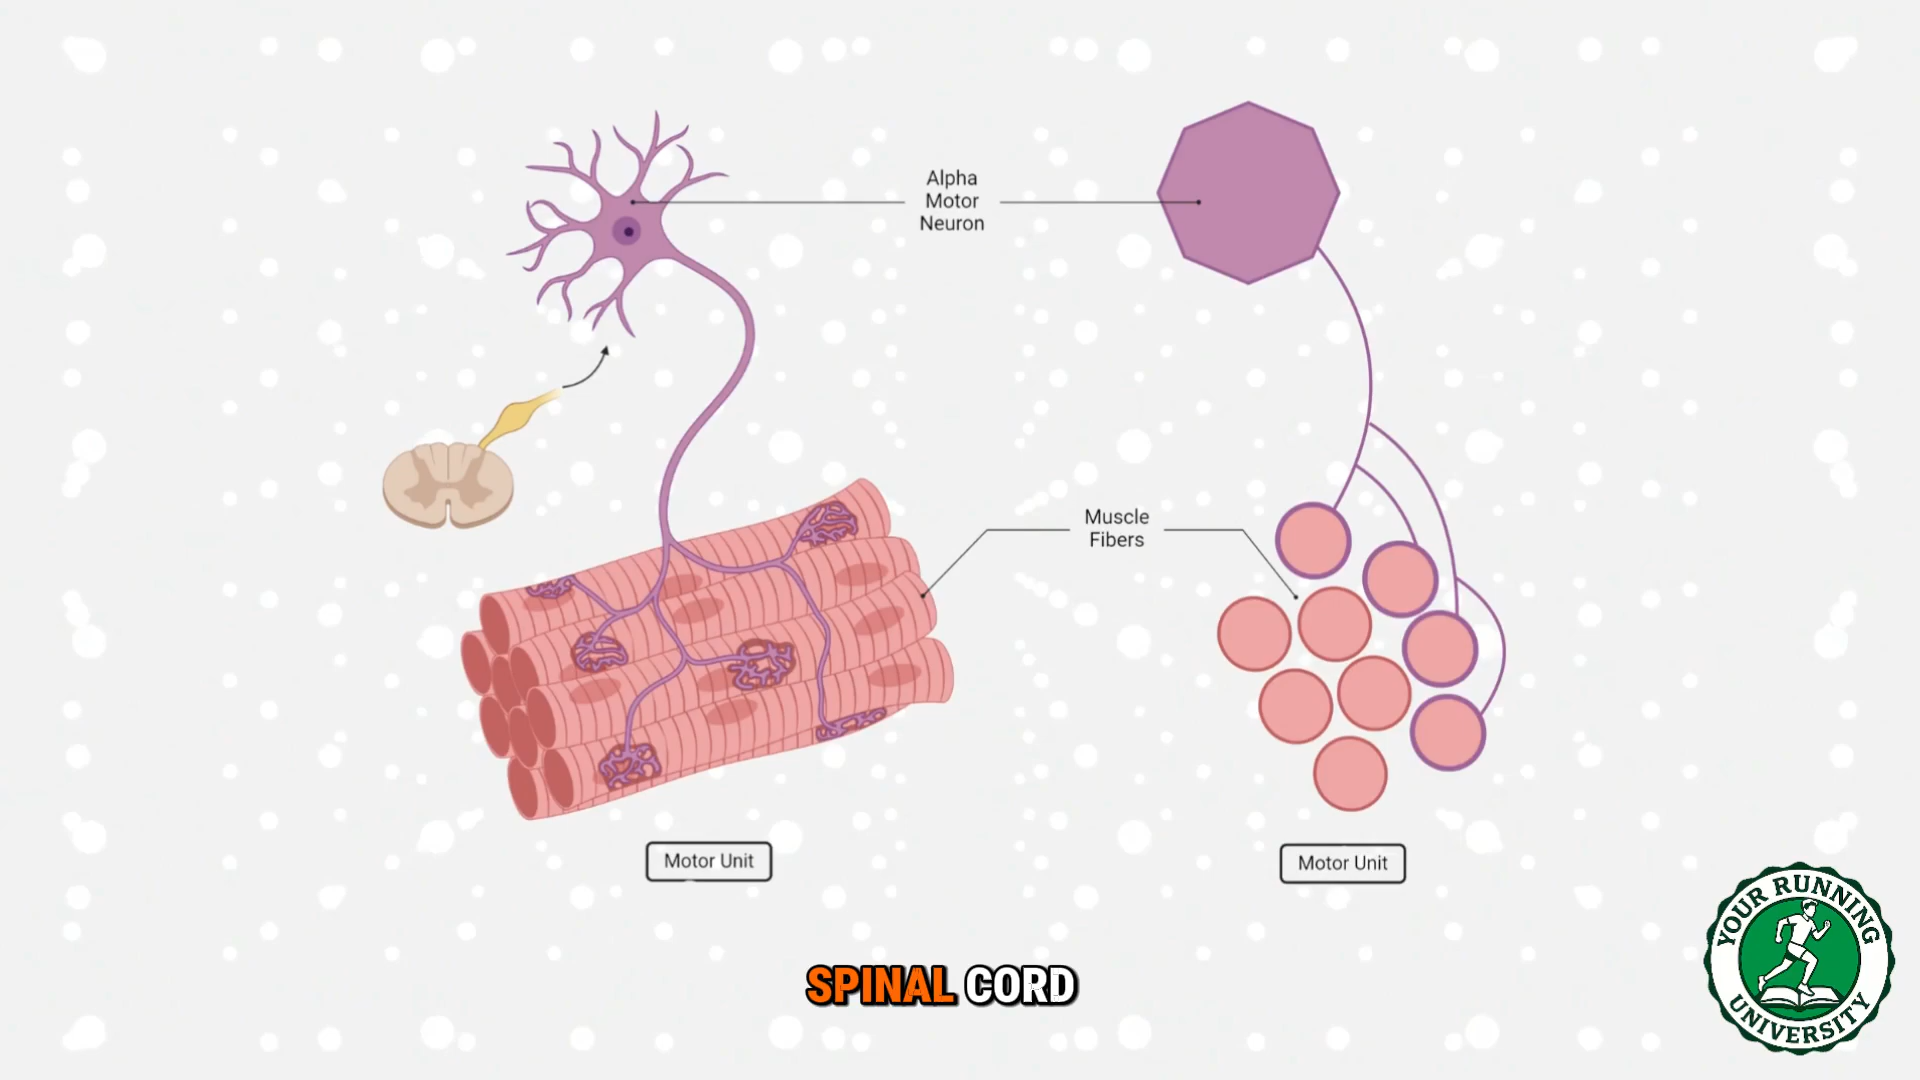 Alpha
Motor
Neuron
Muscle
Fibers
Motor Unit
Motor Unit
SPINAL CORD
YOUR RUNNING
UNIVERSITY